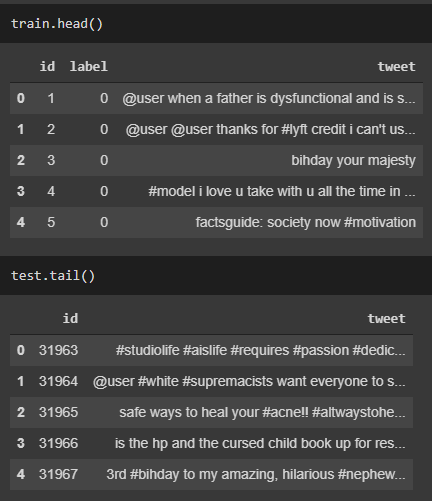 train.head()
id label tweet
0 1 0 @user when a father is dysfunctional and is s...
1 2 0 @user @user thanks for #lyft credit i can't us...
2 3 0 bihday your majesty
3 4 0 #model i love u take with u all the time in ...
4 5 0 factsguide: society now #motivation
test.tail()
id tweet
0 31963 #studiolife #aislife #requires #passion #dedic...
1 31964 @user #white #supremacists want everyone to s...
2 31965 safe ways to heal your #acne!! #altwaystohe...
3 31966 is the hp and the cursed child book up for res...
4 31967 3rd #bihday to my amazing, hilarious #nephew...